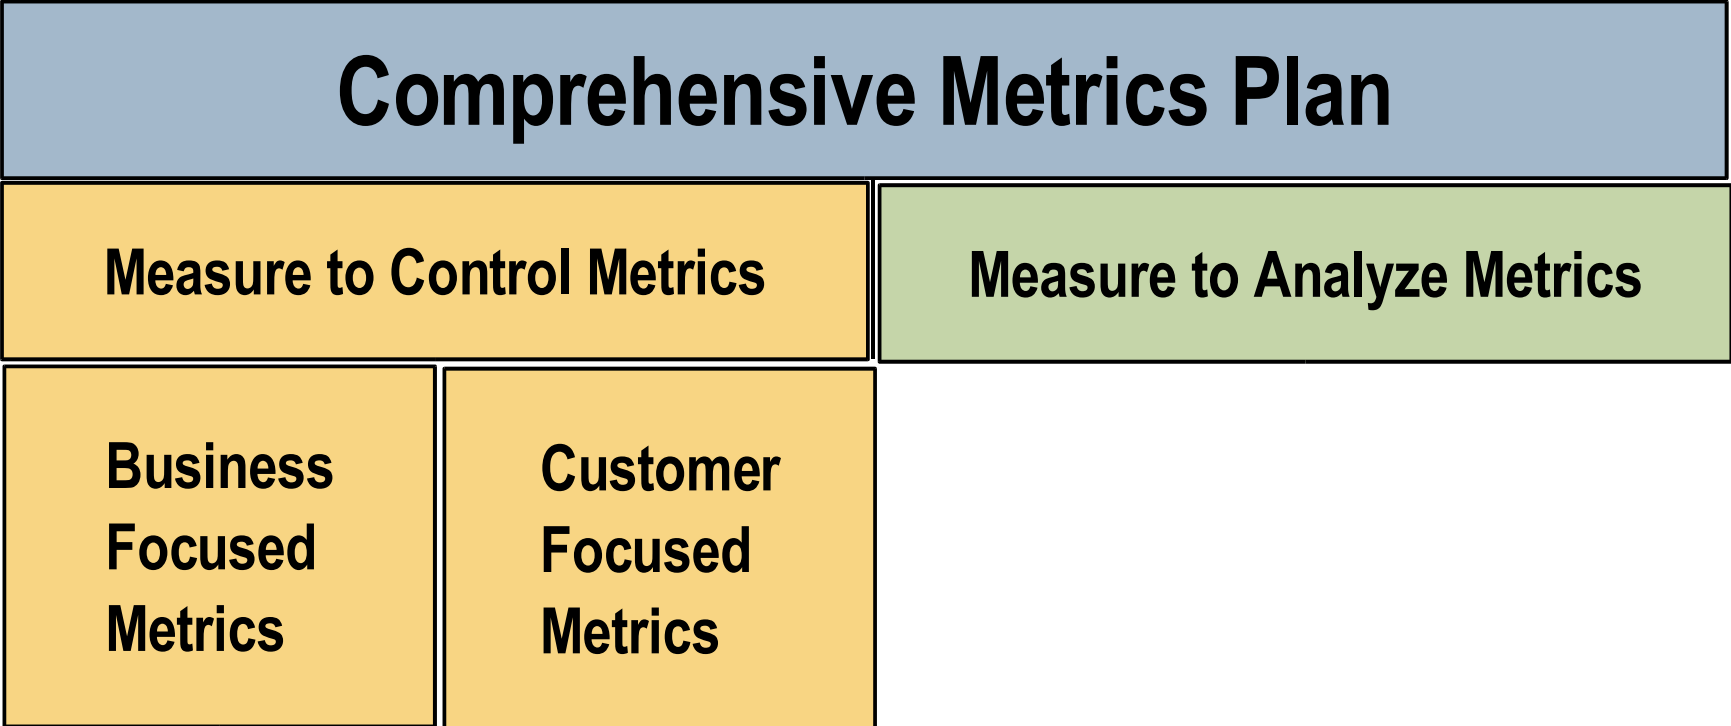 Comprehensive Metrics Plan
Measure to Control Metrics
Measure to Analyze Metrics
Business
Focused
Metrics
Customer
Focused
Metrics